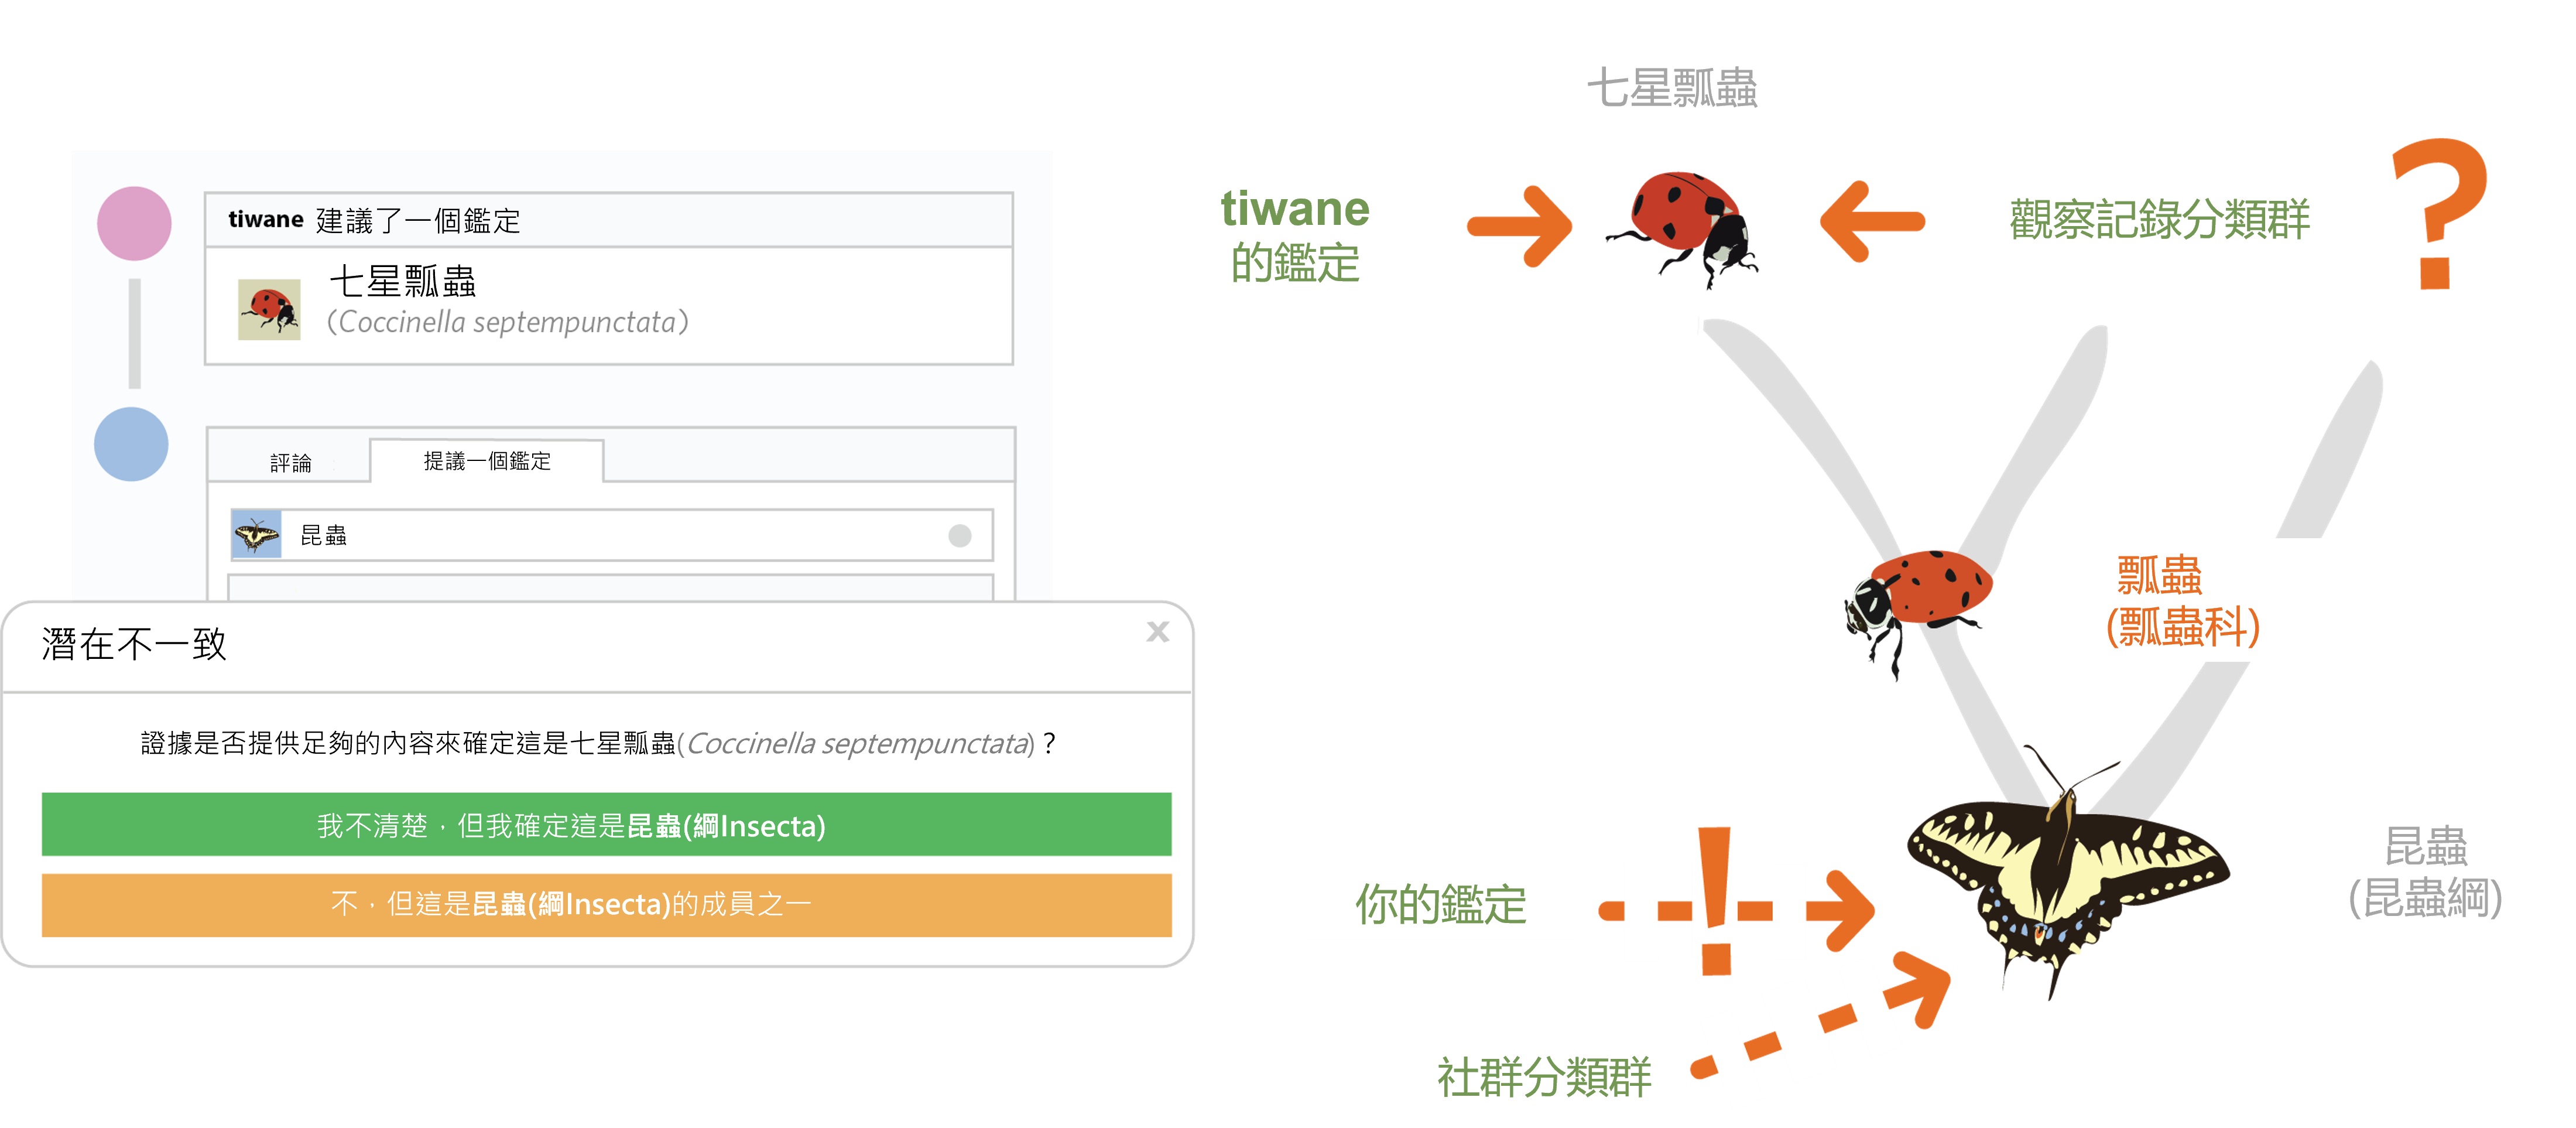 tiwane 建議了一個鑑定
七星瓢蟲
(Coccinella septempunctata)
評論
提議一個鑑定
昆蟲
潛在不一致
x
證據是否提供足夠的內容來確定這是七星瓢蟲(Coccinella septempunctata)？
我不清楚，但我確定這是昆蟲(綱Insecta)
不，但這是昆蟲(綱Insecta)的成員之一
七星瓢蟲
tiwane
的鑑定
觀察記錄分類群
?
瓢蟲
(瓢蟲科)
你的鑑定
!
昆蟲
(昆蟲綱)
社群分類群